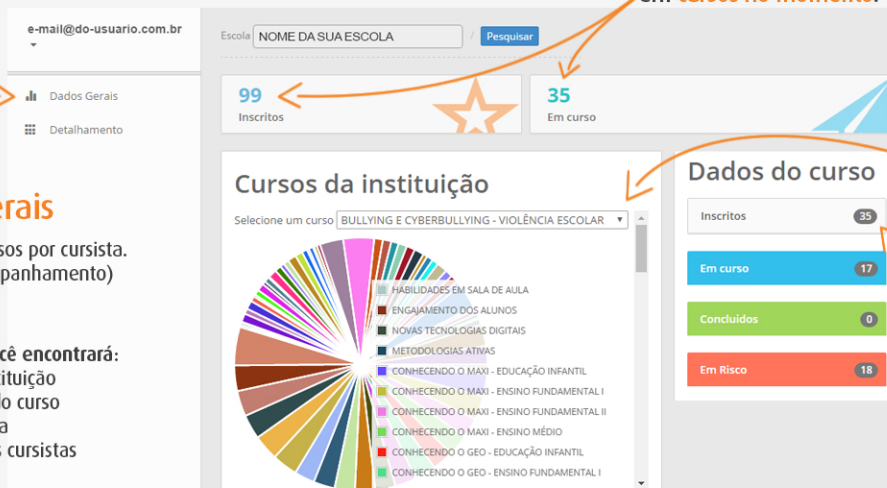 em cursos no momento.
e-mail@do-usuario.com.br
Escola NOME DA SUA ESCOLA / Pesquisar
Dados Gerais
Detalhamento
99
Inscritos
35
Em curso
erais
sos por cursista.
panhamento)
cê encontrará:
tituição
do curso
a
s cursistas
Cursos da instituição
Selecione um curso BULLYING E CYBERBULLYING - VIOLÊNCIA ESCOLAR
HABILIDADES EM SALA DE AULA
ENGAJAMENTO DOS ALUNOS
NOVAS TECNOLOGIAS DIGITAIS
METODOLOGIAS ATIVAS
CONHECENDO O MAXI - EDUCAÇÃO INFANTIL
CONHECENDO O MAXI - ENSINO FUNDAMENTAL I
CONHECENDO O MAXI - ENSINO FUNDAMENTAL II
CONHECENDO O MAXI - ENSINO MÉDIO
CONHECENDO O GEO - EDUCAÇÃO INFANTIL
CONHECENDO O GEO - ENSINO FUNDAMENTAL I
Dados do curso
Inscritos 35
Em curso 17
Concluídos 0
Em Risco 18